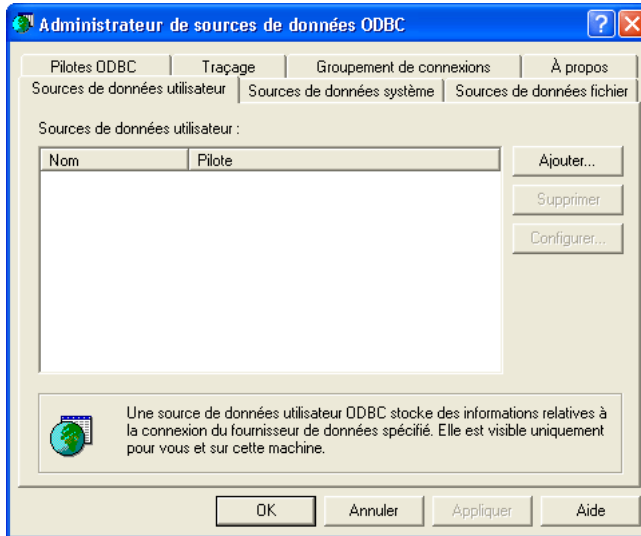 Administrateur de sources de données ODBC
Pilotes ODBC Traçage Groupement de connexions À propos
Sources de données utilisateur Sources de données système Sources de données fichier
Sources de données utilisateur :
Nom Pilote
Ajouter...
Supprimer
Configurer...
Une source de données utilisateur ODBC stocke des informations relatives à
la connexion du fournisseur de données spécifié. Elle est visible uniquement
pour vous et sur cette machine.
OK Annuler Appliquer Aide